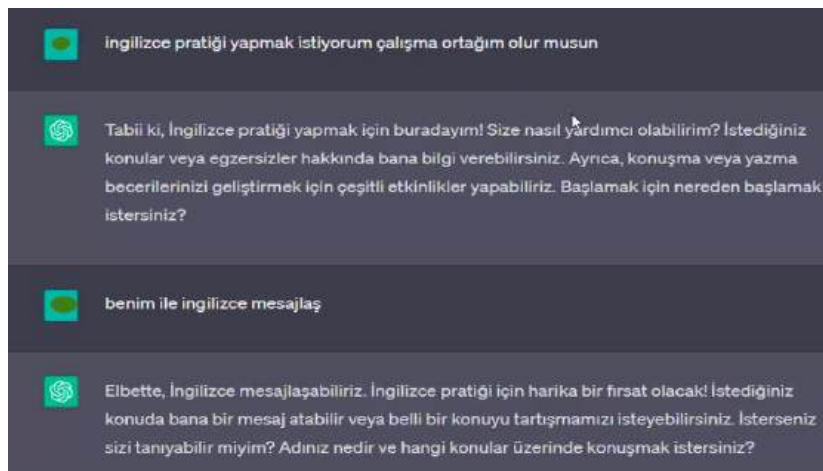 ingilizce pratiği yapmak istiyorum çalışma ortağım olur musun
Tabii ki, İngilizce pratiği yapmak için buradayım! Size nasıl yardımcı olabilirim? İstediğiniz
konular veya egzersizler hakkında bana bilgi verebilirsiniz. Ayrıca, konuşma veya yazma
becerilerinizi geliştirmek için çeşitli etkinlikler yapabiliriz. Başlamak için nereden başlamak
istersiniz?
benim ile ingilizce mesajlaş
Elbette, İngilizce mesajlaşabiliriz. İngilizce pratiği için harika bir fırsat olacak! İstediğiniz
konuda bana bir mesaj atabilir veya belli bir konuyu tartışmamızı isteyebilirsiniz. İsterseniz
sizi tanıyabilir miyim? Adınız nedir ve hangi konular üzerinde konuşmak istersiniz?